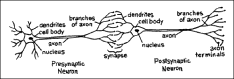 dendrites
cell body
nucleus
axon
Presynaptic
Neuron
branches
of axon
synapse
dendrites
cell body
nucleus
axon
Postsynaptic
Neuron
branches
of axon
axon
terminals